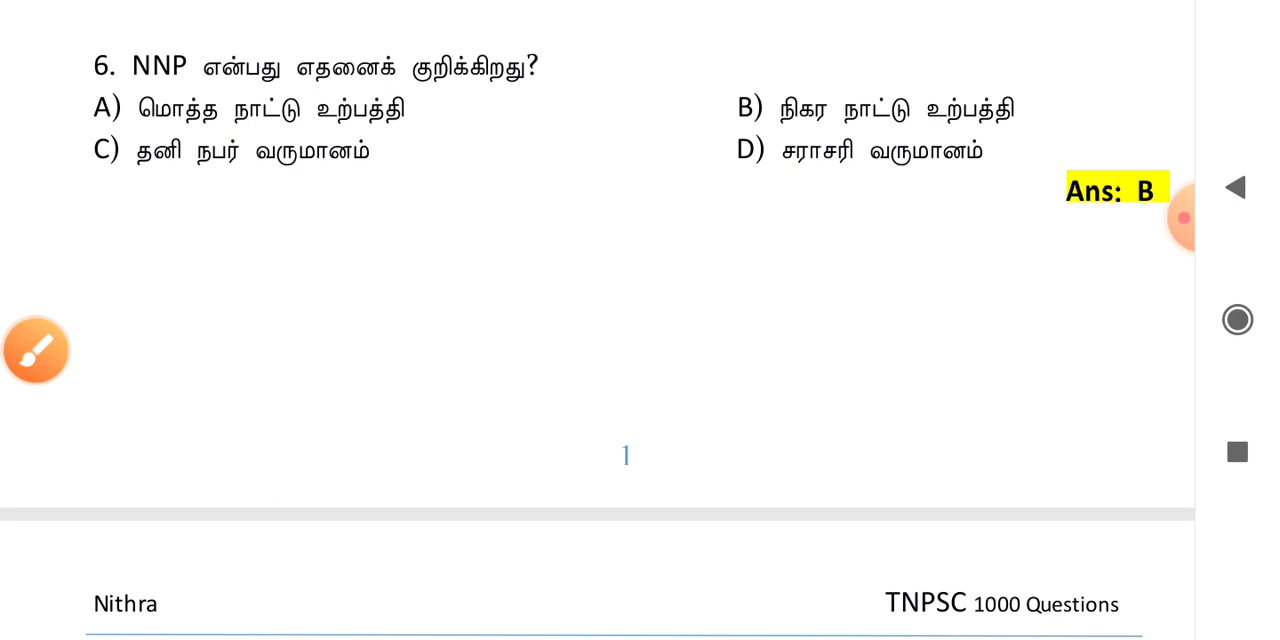 6. NNP என்பது எதனைக் குறிக்கிறது?
A) மொத்த நாட்டு உற்பத்தி B) நிகர நாட்டு உற்பத்தி
C) தனி நபர் வருமானம் D) சராசரி வருமானம்
Ans: B
1
Nithra TNPSC 1000 Questions